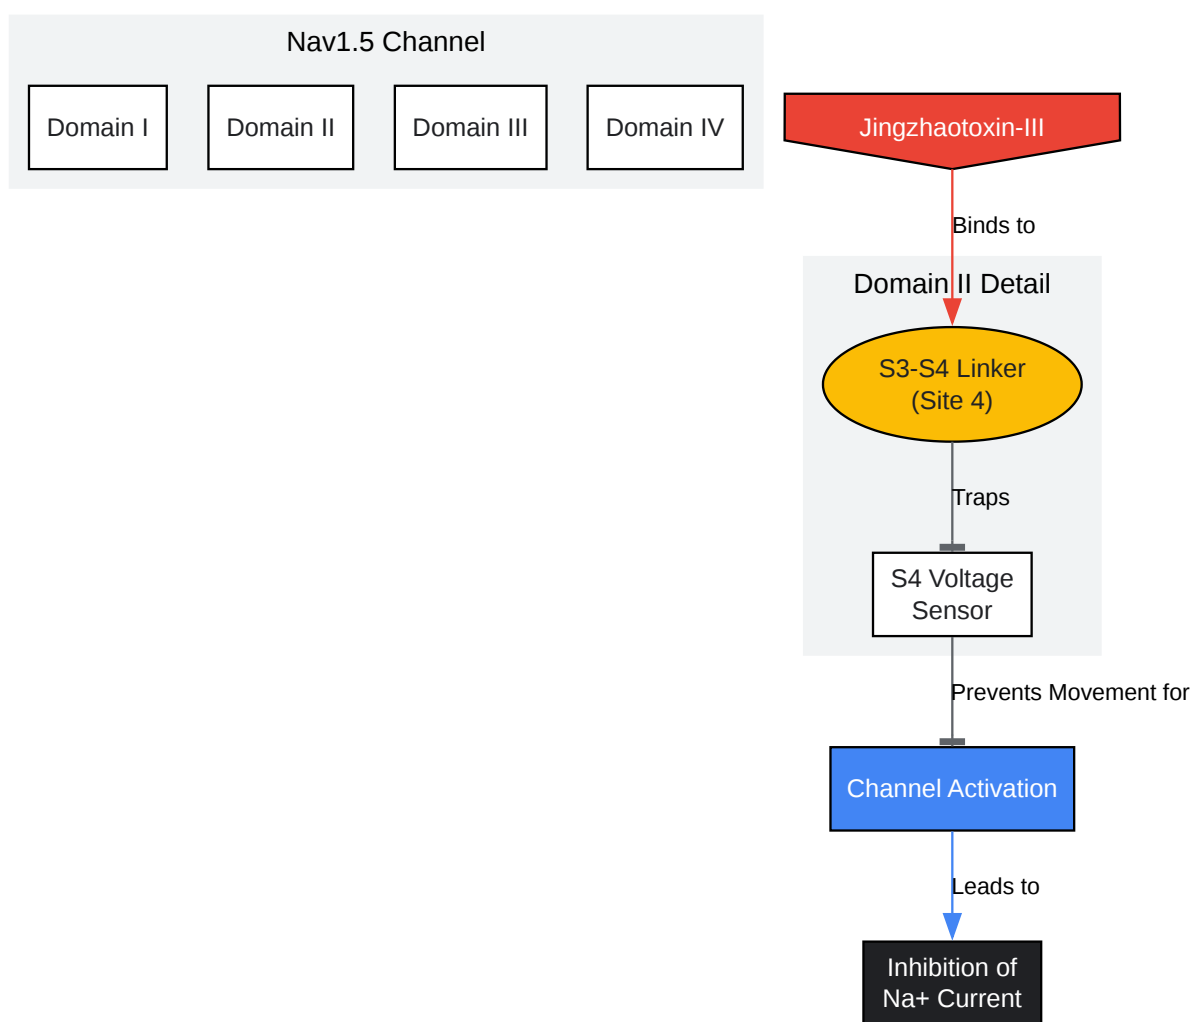 Nav1.5 Channel
Domain I
Domain II
Domain III
Domain IV
Jingzhaotoxin-III
Binds to
Domain II Detail
S3-S4 Linker
(Site 4)
Traps
S4 Voltage
Sensor
Prevents Movement for
Channel Activation
Leads to
Inhibition of
Na+ Current